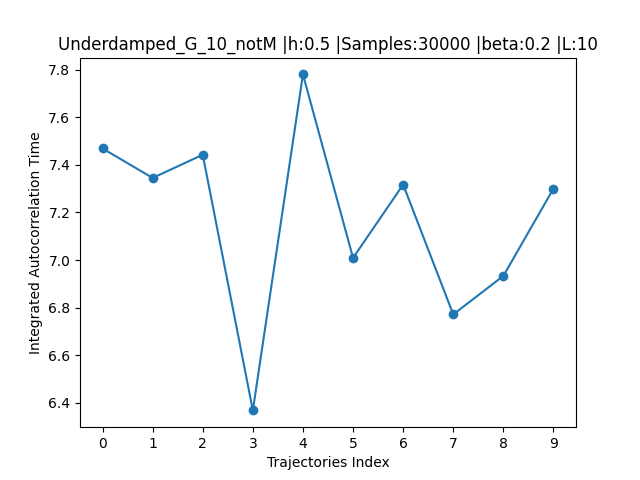 Underdamped_G_10_notM |h:0.5 |Samples:30000 |beta:0.2 |L:10
Integrated Autocorrelation Time
7.8
7.6
7.4
7.2
7.0
6.8
6.6
6.4
0 1 2 3 4 5 6 7 8 9
Trajectories Index